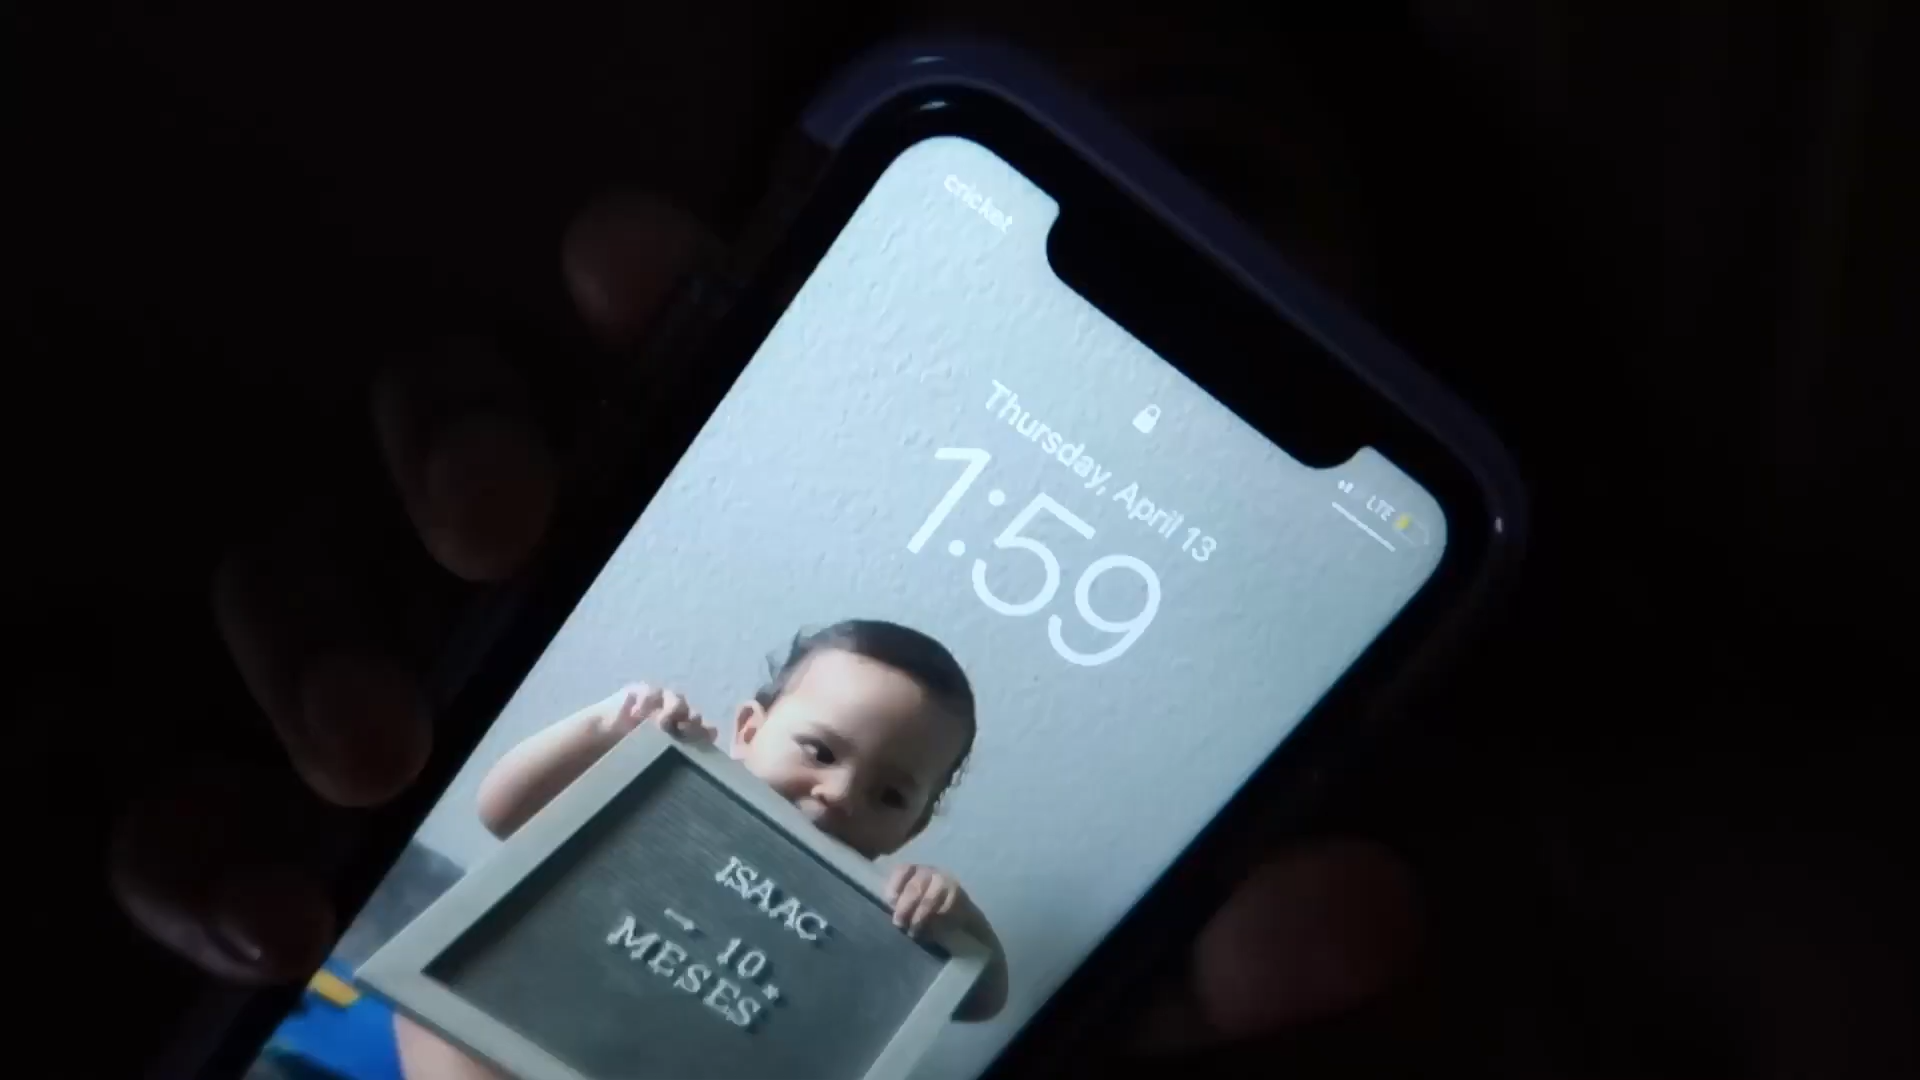 cricket
LTE
Thursday, April 13
1:59
ISAAC
10
MESES